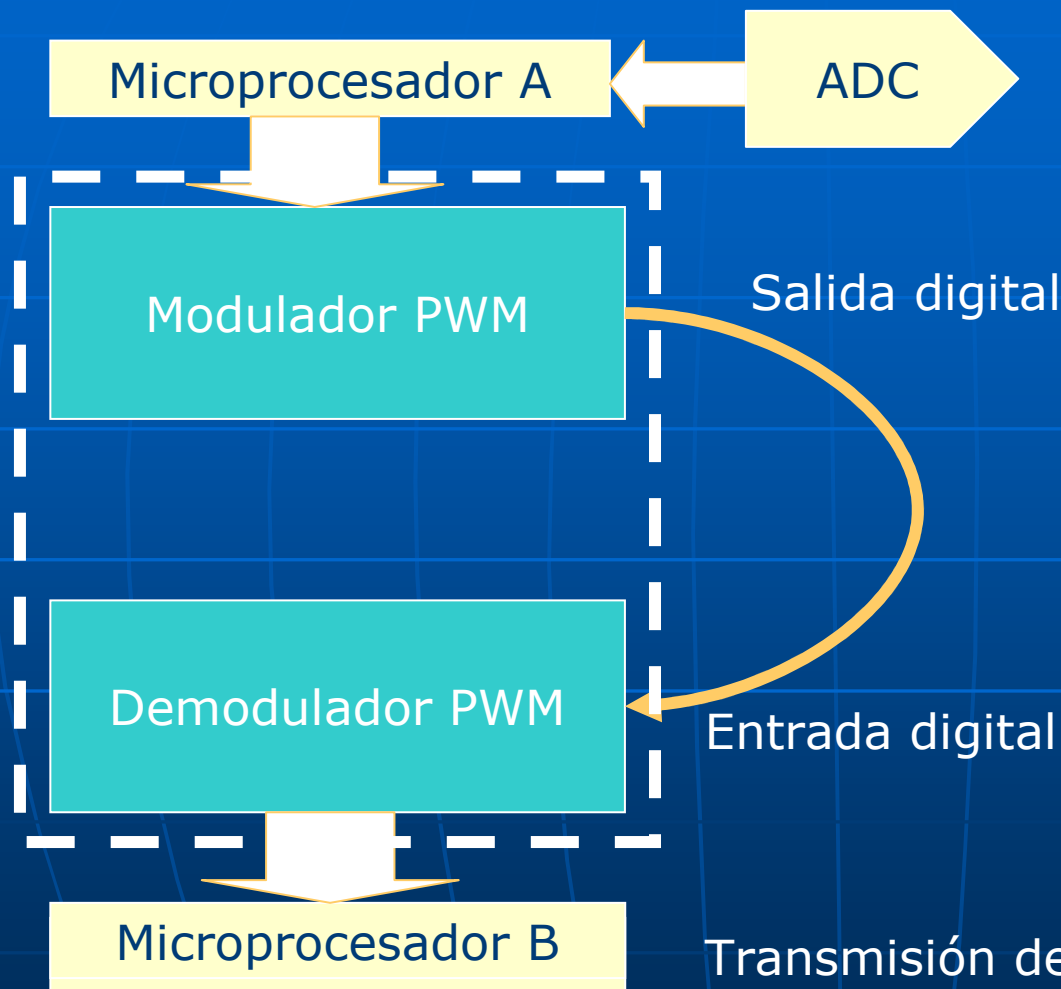 Microprocesador A
ADC
Modulador PWM
Salida digital
Demodulador PWM
Entrada digital
Microprocesador B
Transmisión de